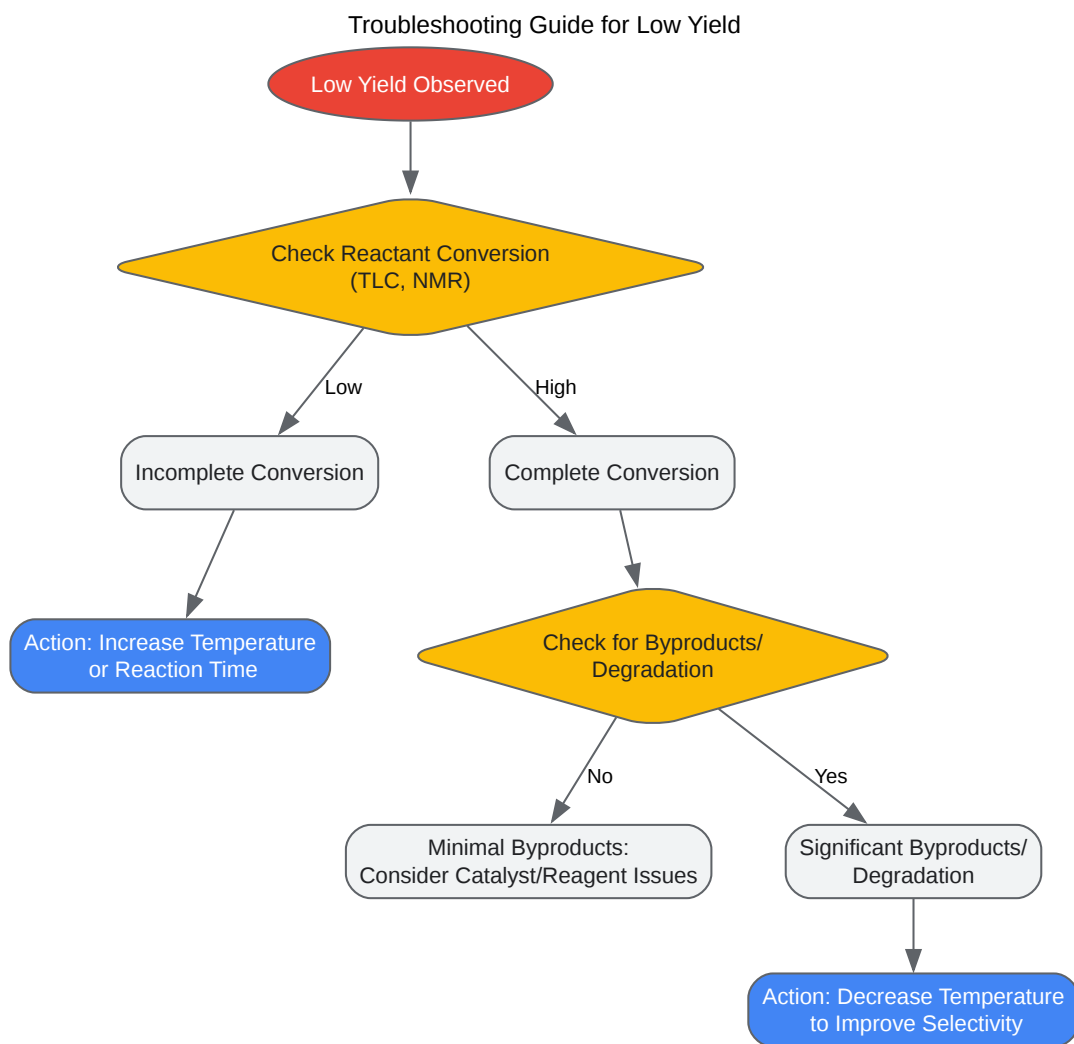 Troubleshooting Guide for Low Yield
Low Yield Observed
Check Reactant Conversion
(TLC, NMR)
Low
High
Incomplete Conversion
Complete Conversion
Action: Increase Temperature
or Reaction Time
Check for Byproducts/
Degradation
No
Yes
Minimal Byproducts:
Consider Catalyst/Reagent Issues
Significant Byproducts/
Degradation
Action: Decrease Temperature
to Improve Selectivity